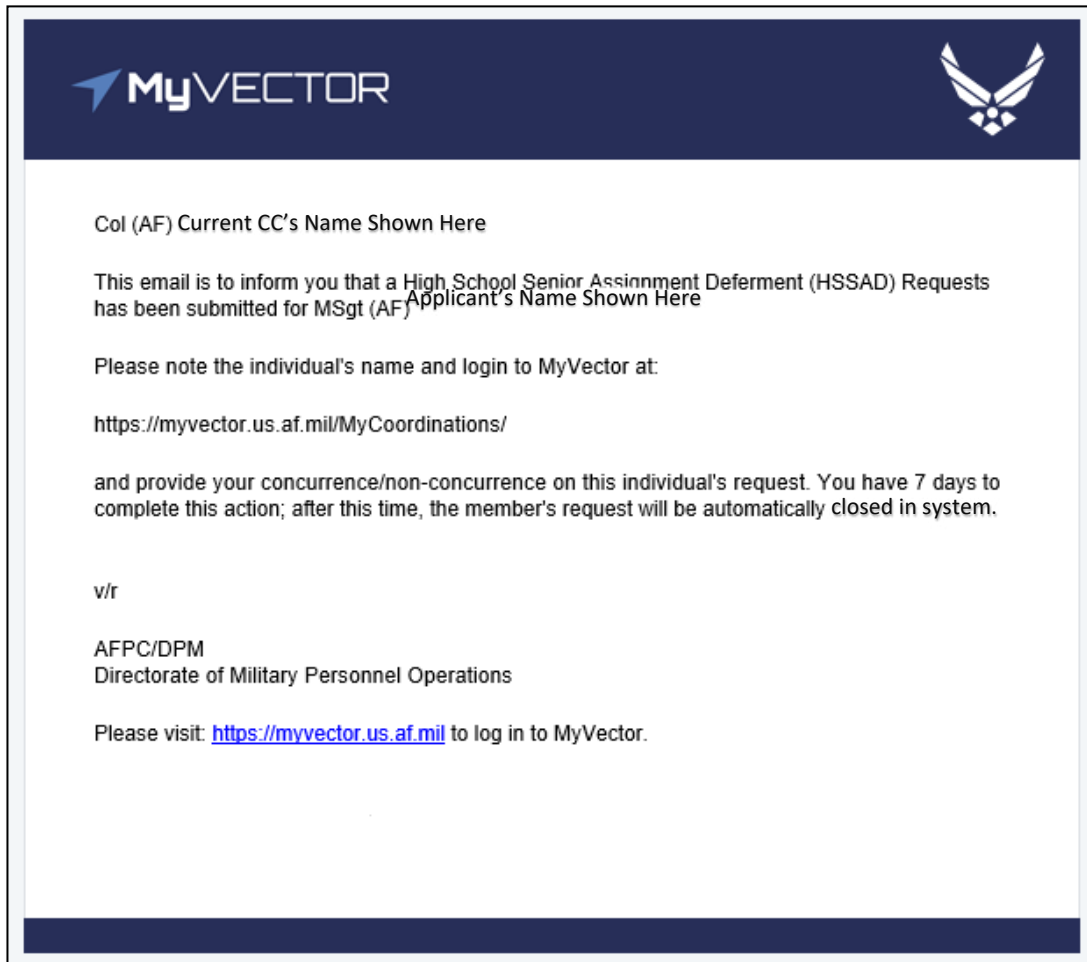 MyVECTOR
Col (AF) Current CC's Name Shown Here
This email is to inform you that a High School Senior Assignment Deferment (HSSAD) Requests
has been submitted for MSgt (AF) Applicant's Name Shown Here
Please note the individual's name and login to MyVector at:
https://myvector.us.af.mil/MyCoordinations/
and provide your concurrence/non-concurrence on this individual's request. You have 7 days to
complete this action; after this time, the member's request will be automatically closed in system.
v/r
AFPC/DPM
Directorate of Military Personnel Operations
Please visit: https://myvector.us.af.mil to log in to MyVector.